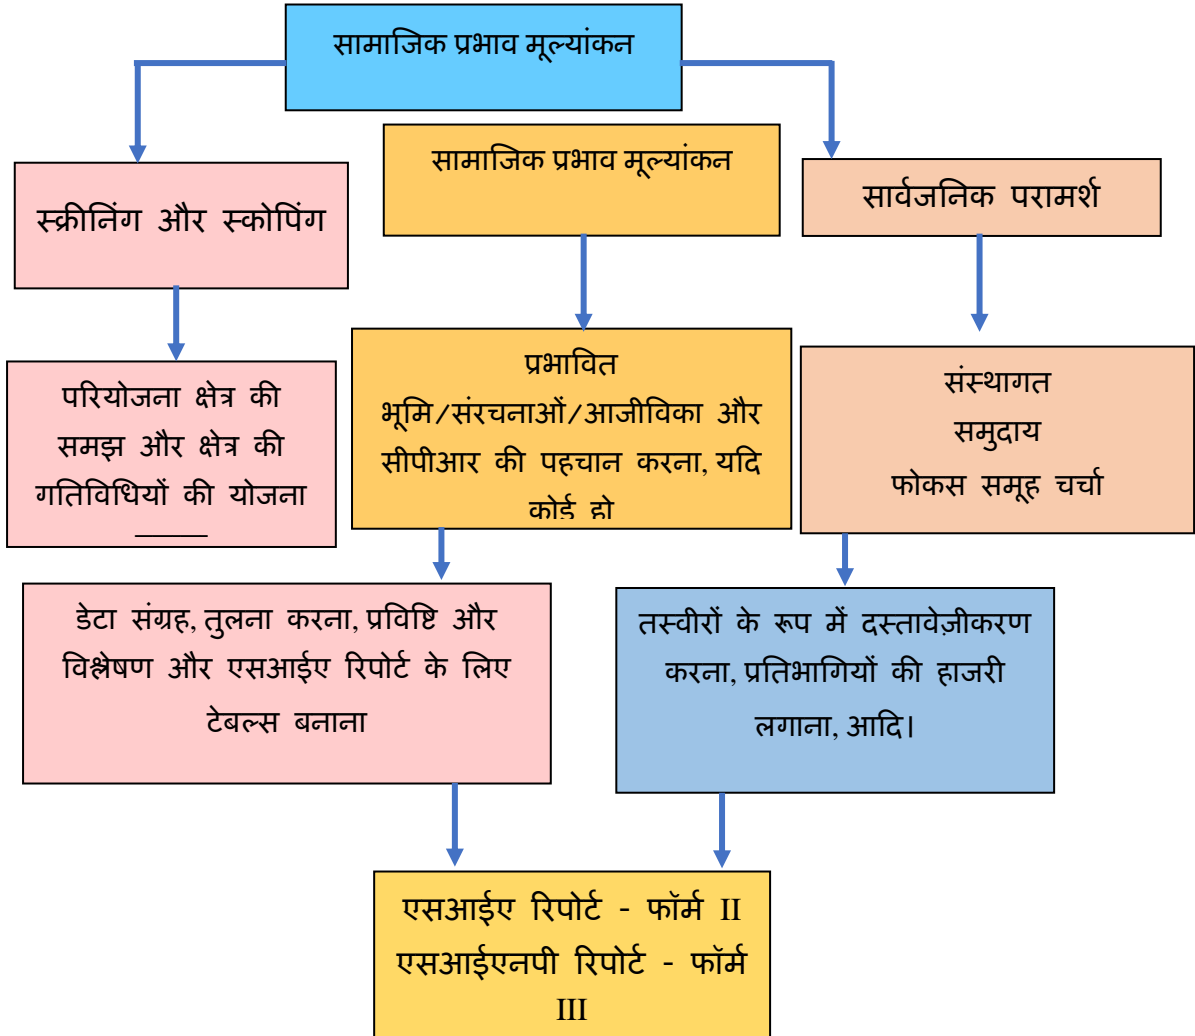 सामाजिक प्रभाव मूल्यांकन
सामाजिक प्रभाव मूल्यांकन
स्क्रीनिंग और स्कोपिंग
सार्वजनिक परामर्श
परियोजना क्षेत्र की
समझ और क्षेत्र की
गतिविधियों की योजना
प्रभावित
भूमि/संरचनाओं/आजीविका और
सीपीआर की पहचान करना, यदि
कोई हो
संस्थागत
समुदाय
फोकस समूह चर्चा
डेटा संग्रह, तुलना करना, प्रविष्टि और
विश्लेषण और एसआईए रिपोर्ट के लिए
टेबल्स बनाना
तस्वीरों के रूप में दस्तावेज़ीकरण
करना, प्रतिभागियों की हाजरी
लगाना, आदि।
एसआईए रिपोर्ट - फॉर्म II
एसआईएनपी रिपोर्ट - फॉर्म
III